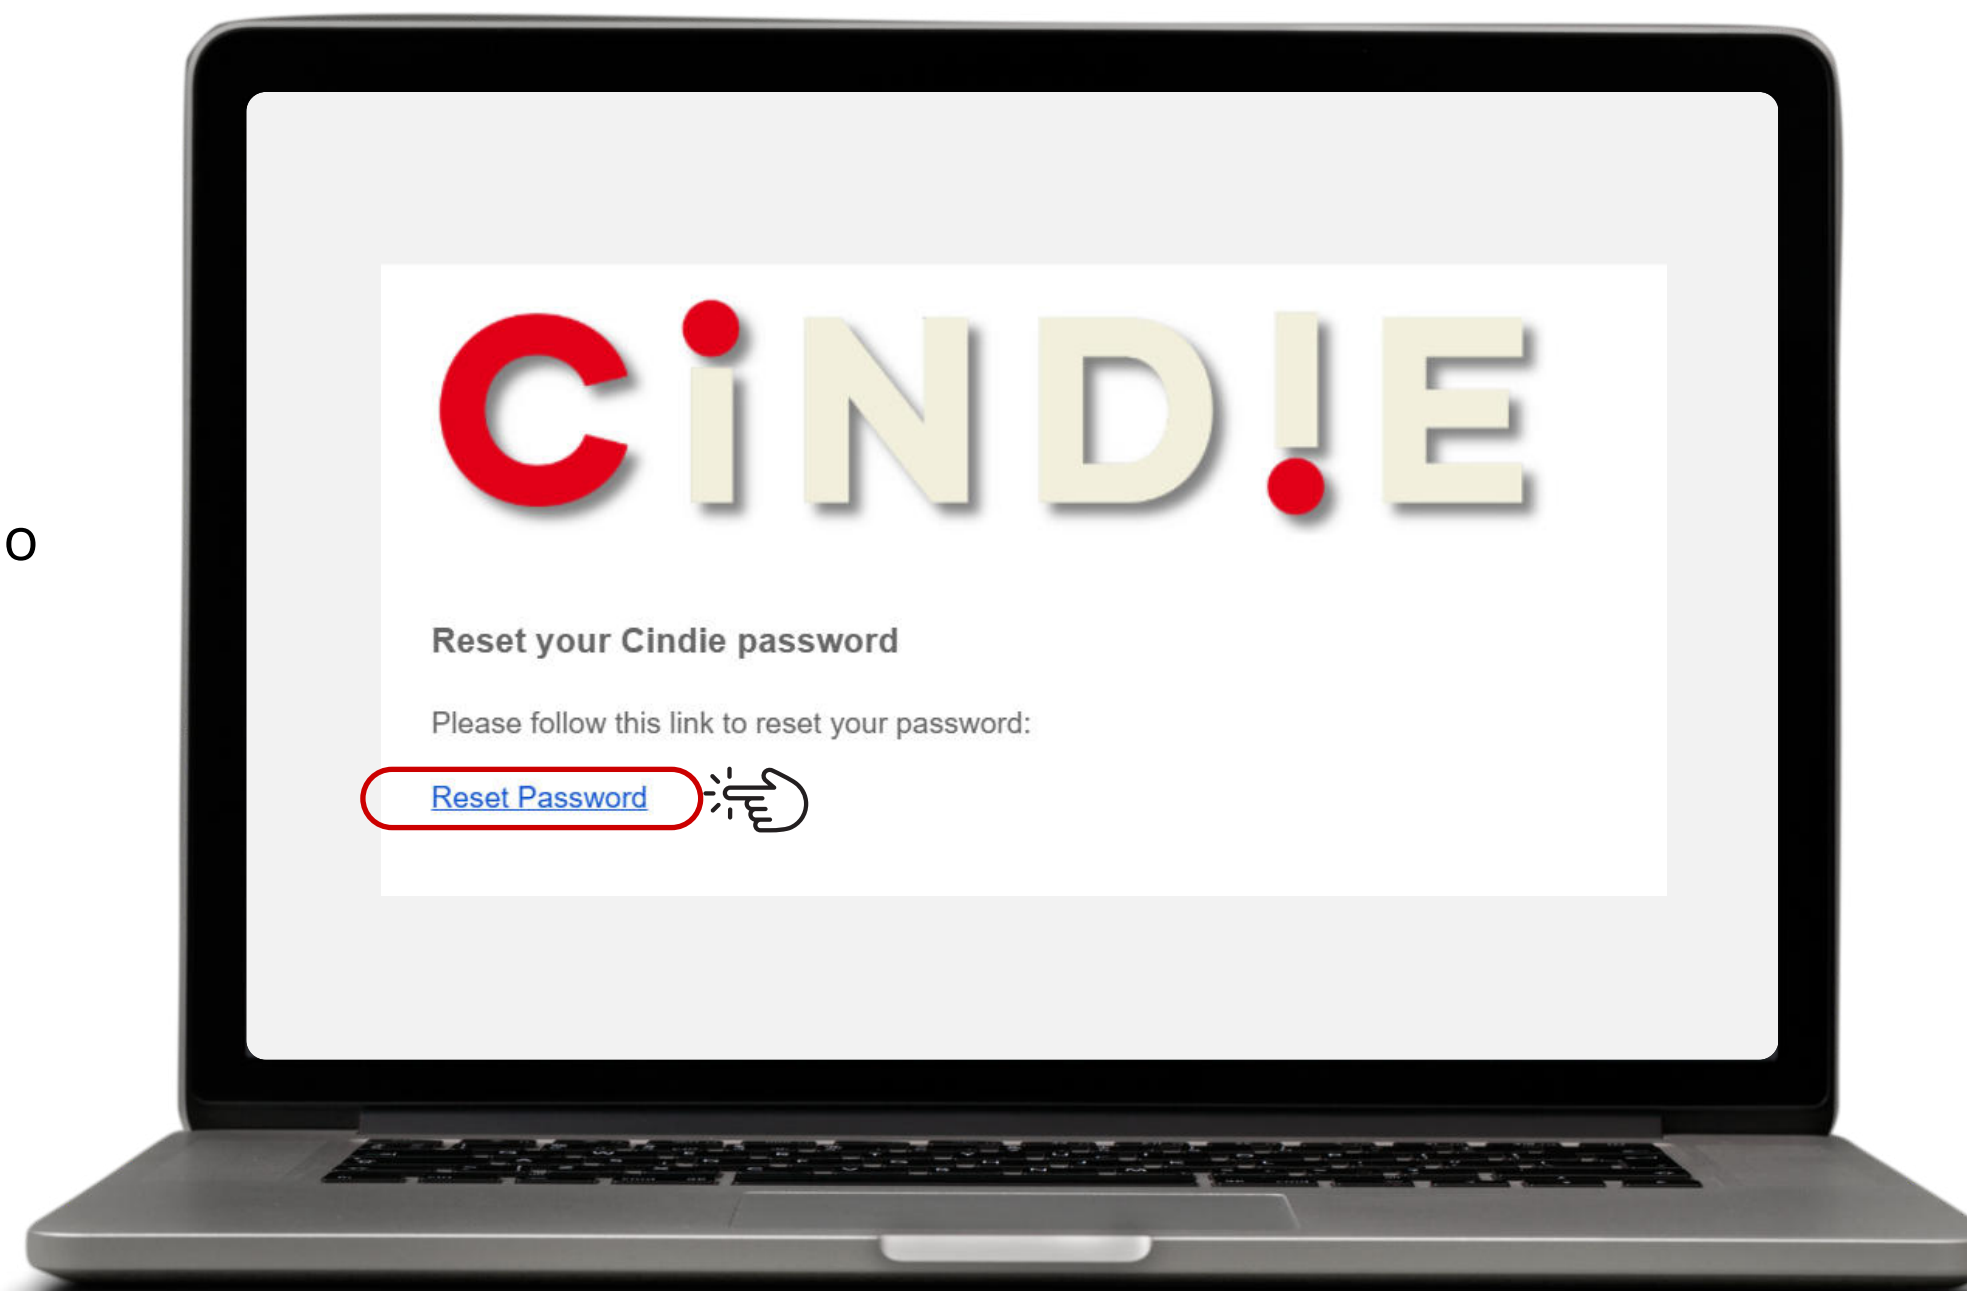 o
CiND!E
Reset your Cindie password
Please follow this link to reset your password:
Reset Password